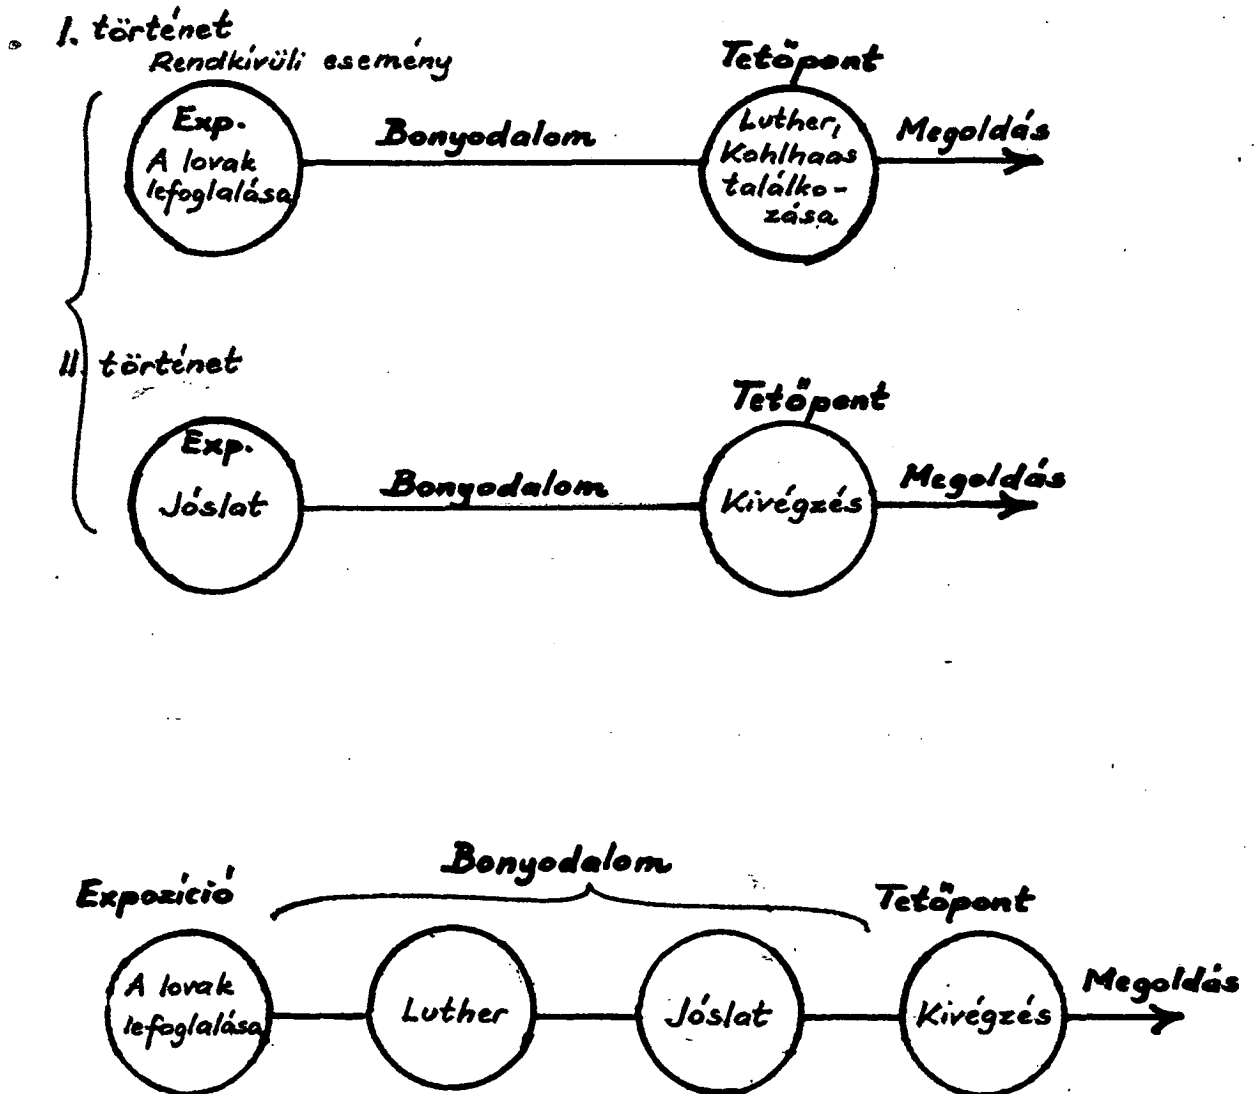 I. történet
Rendkívüli esemény
Exp.
A lovak
lefoglalása
Bonyodalom
Tetőpont
Luther,
Kohlhaas
találko-
zása
Megoldás
II. történet
Exp.
Jóslat
Bonyodalom
Tetőpont
Kivégzés
Megoldás
Expozíció
Bonyodalom
Tetőpont
A lovak
lefoglalása
Luther
Jóslat
Kivégzés
Megoldás